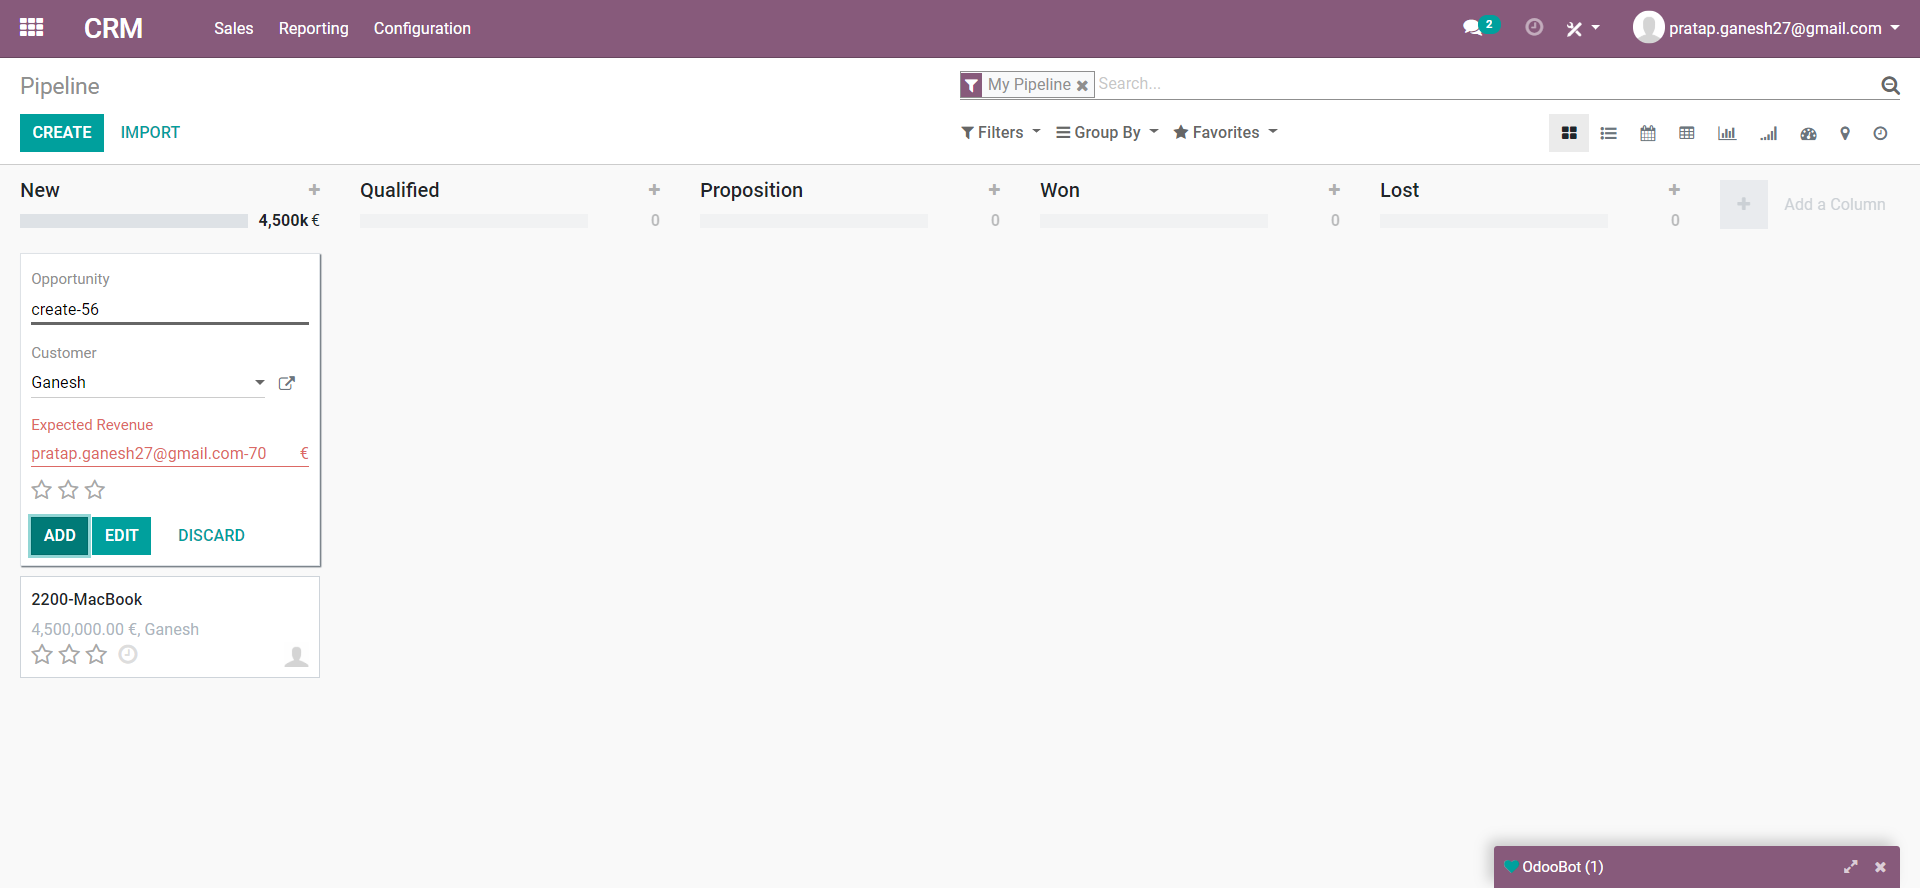 CRM Sales Reporting Configuration 2 pratap.ganesh27@gmail.com
Pipeline
My Pipeline Search...
CREATE IMPORT Filters Group By Favorites
New Qualified Proposition Won Lost Add a Column
4,500k € 0 0 0 0
Opportunity
create-56
Customer
Ganesh
Expected Revenue
pratap.ganesh27@gmail.com-70 €
ADD EDIT DISCARD
2200-MacBook
4,500,000.00 €, Ganesh
OdooBot (1)